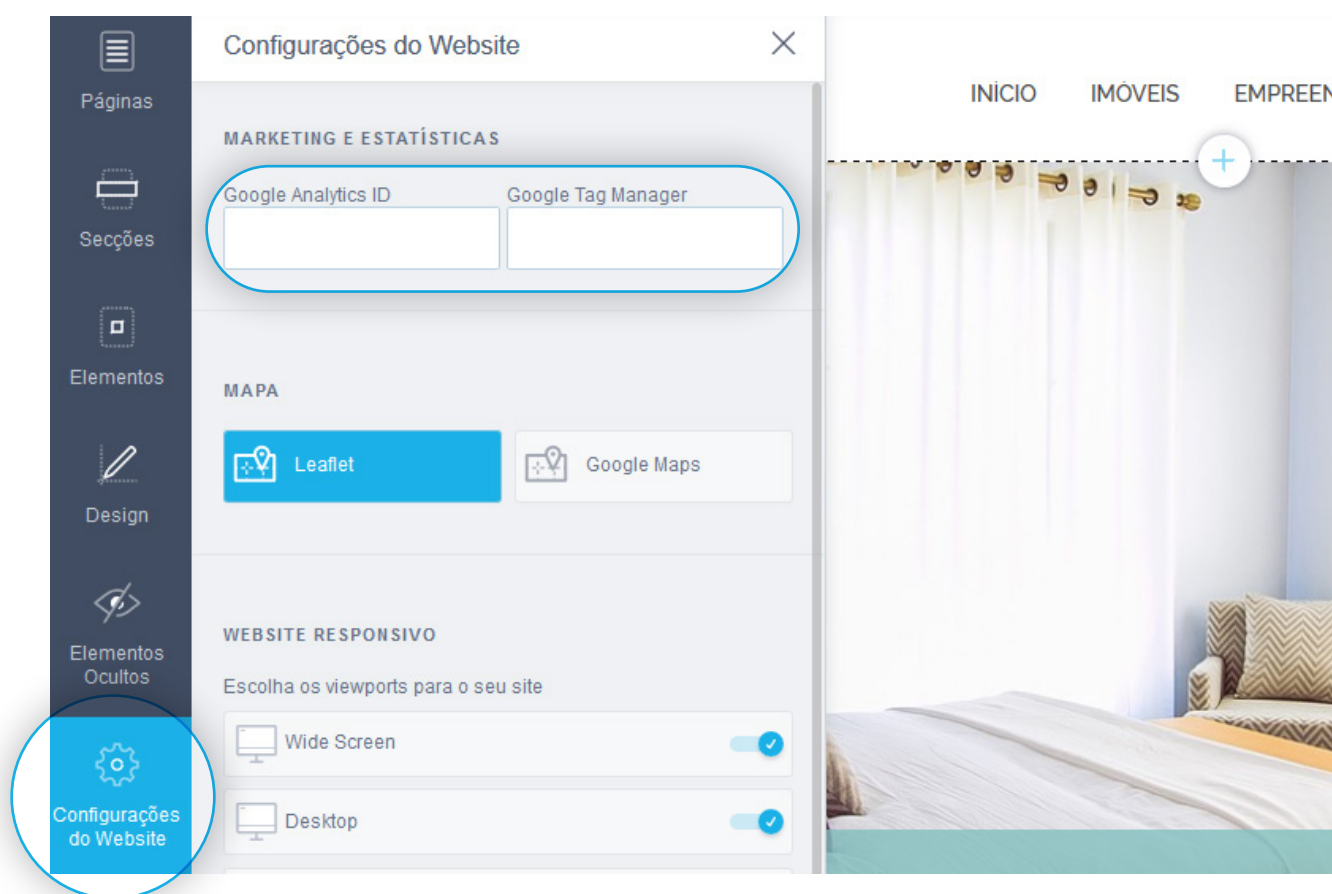 Páginas
Secções
Elementos
Design
Elementos
Ocultos
Configurações
do Website
Configurações do Website
MARKETING E ESTATÍSTICAS
Google Analytics ID
Google Tag Manager
MAPA
Leaflet
Google Maps
WEBSITE RESPONSIVO
Escolha os viewports para o seu site
Wide Screen
Desktop
INÍCIO IMÓVEIS EMPREEN